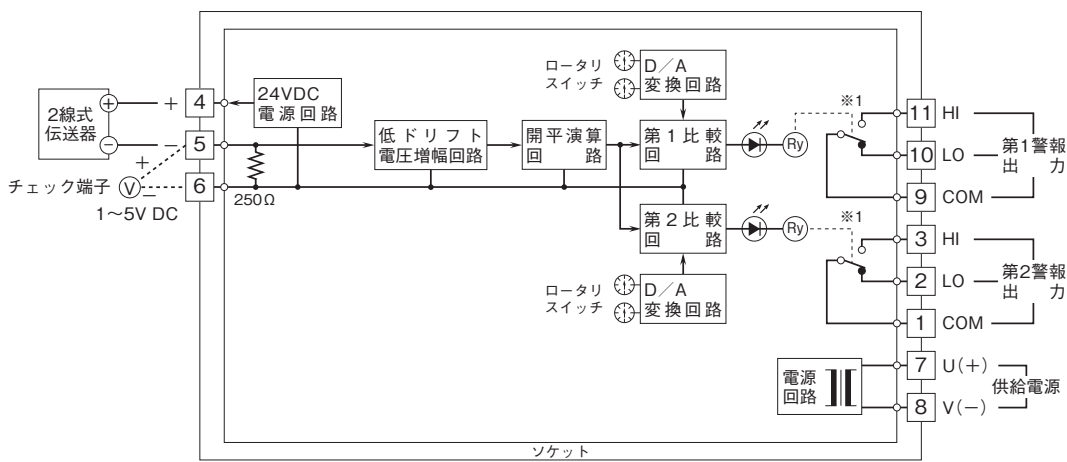 2線式
伝送器
+
−
+
−
4
5
6
+
V
−
チェック端子
1〜5V DC
24VDC
電源回路
250Ω
低ドリフト
電圧増幅回路
開平演算
回路
ロータリ
スイッチ
D/A
変換回路
第1比較
回路
Ry
※1
11 HI
10 LO
9 COM
第1警報
出力
第2比較
回路
Ry
※1
3 HI
2 LO
1 COM
第2警報
出力
ロータリ
スイッチ
D/A
変換回路
電源
回路
7 U(+)
8 V(−)
供給電源
ソケット